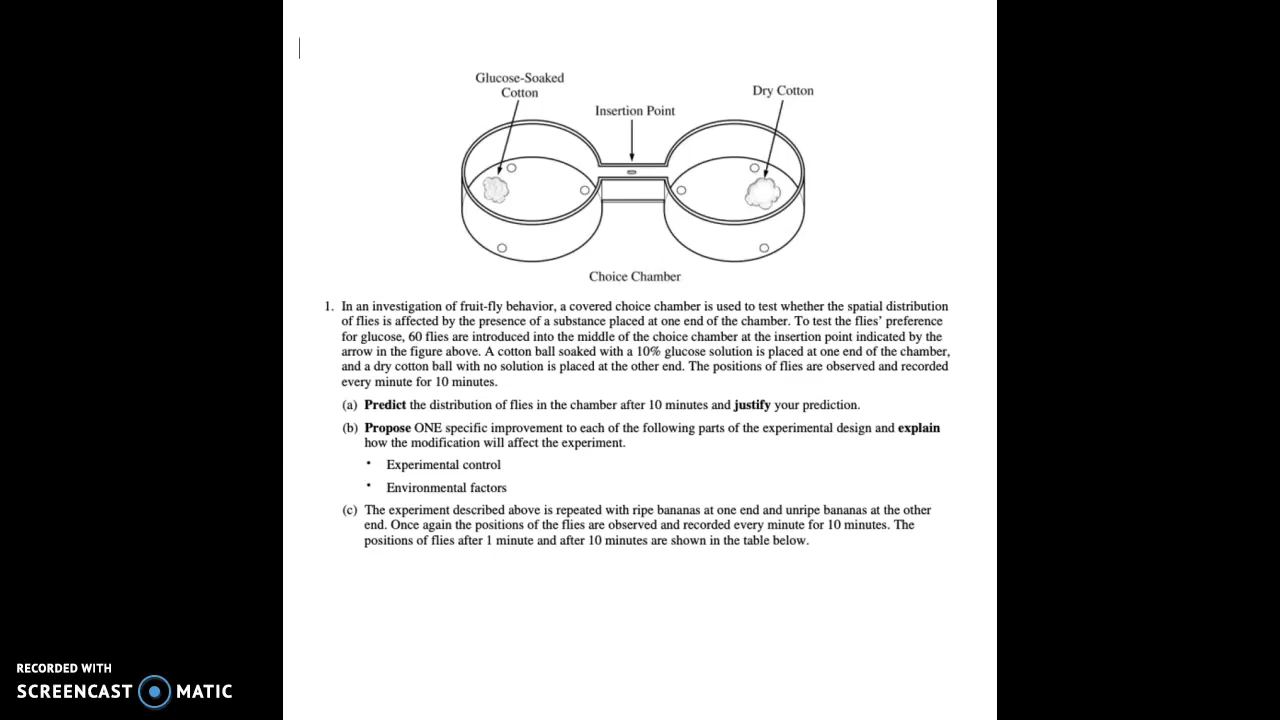 Glucose-Soaked
Cotton
Dry Cotton
Insertion Point
Choice Chamber
1. In an investigation of fruit-fly behavior, a covered choice chamber is used to test whether the spatial distribution
of flies is affected by the presence of a substance placed at one end of the chamber. To test the flies’ preference
for glucose, 60 flies are introduced into the middle of the choice chamber at the insertion point indicated by the
arrow in the figure above. A cotton ball soaked with a 10% glucose solution is placed at one end of the chamber,
and a dry cotton ball with no solution is placed at the other end. The positions of flies are observed and recorded
every minute for 10 minutes.
(a) Predict the distribution of flies in the chamber after 10 minutes and justify your prediction.
(b) Propose ONE specific improvement to each of the following parts of the experimental design and explain
how the modification will affect the experiment.
• Experimental control
• Environmental factors
(c) The experiment described above is repeated with ripe bananas at one end and unripe bananas at the other
end. Once again the positions of the flies are observed and recorded every minute for 10 minutes. The
positions of flies after 1 minute and after 10 minutes are shown in the table below.
RECORDED WITH
SCREENCAST MATIC